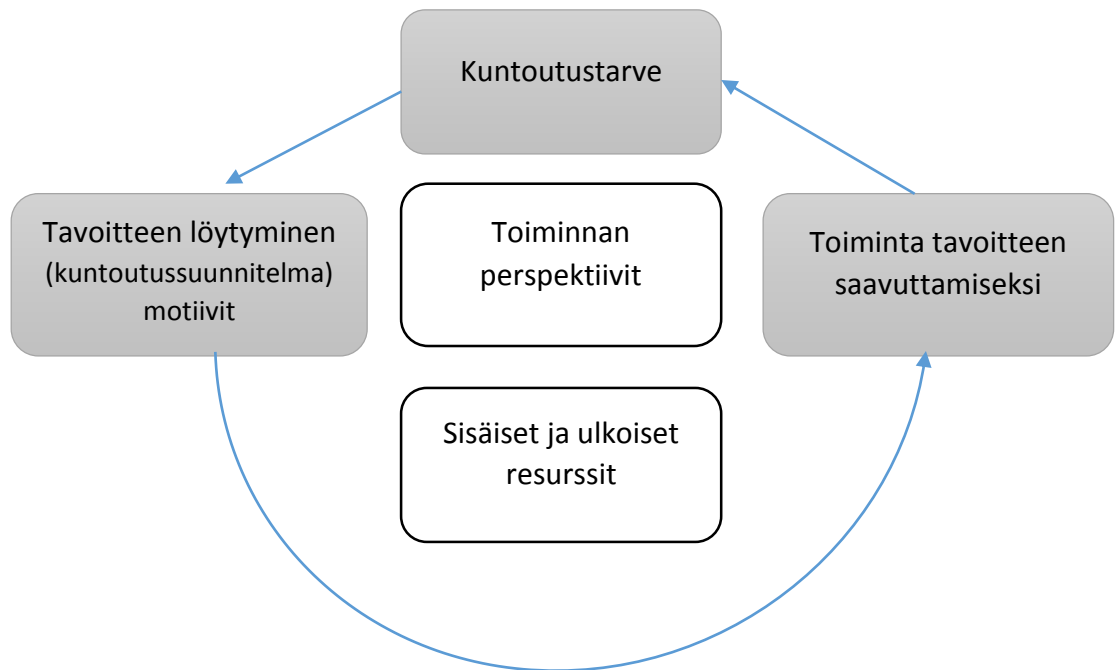 Kuntoutustarve
Tavoitteen löytyminen
(kuntoutussuunnitelma)
motiivit
Toiminnan
perspektiivit
Toiminta tavoitteen
saavuttamiseksi
Sisäiset ja ulkoiset
resurssit